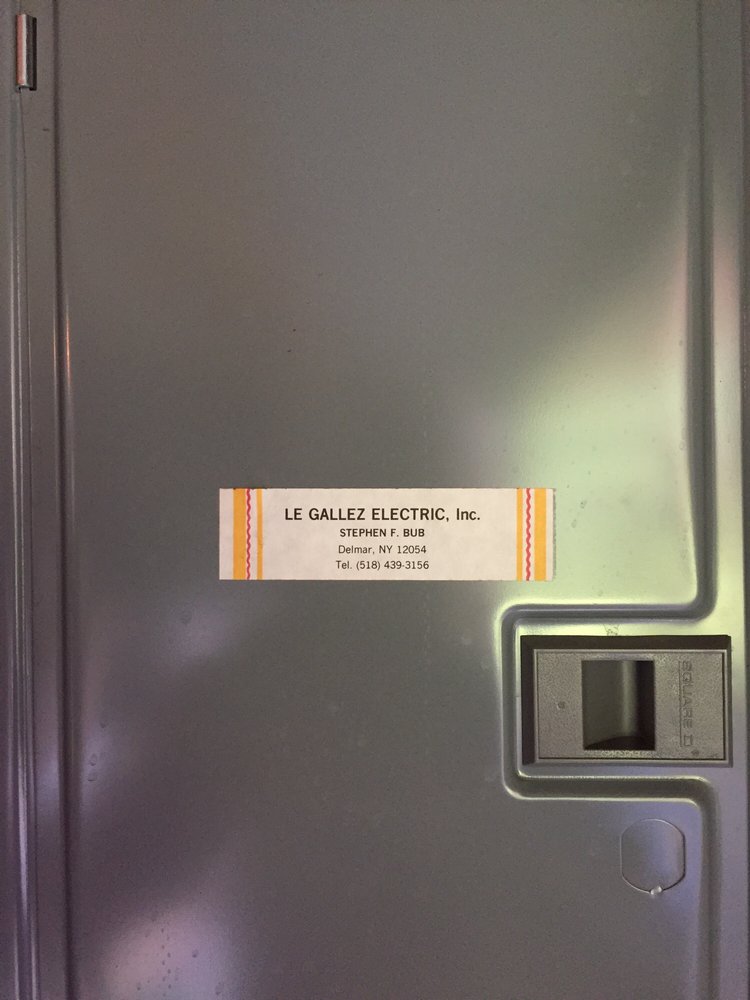 LE GALLEZ ELECTRIC, Inc.
STEPHEN F. BUB
Delmar, NY 12054
Tel. (518) 439-3156
SQUARE D